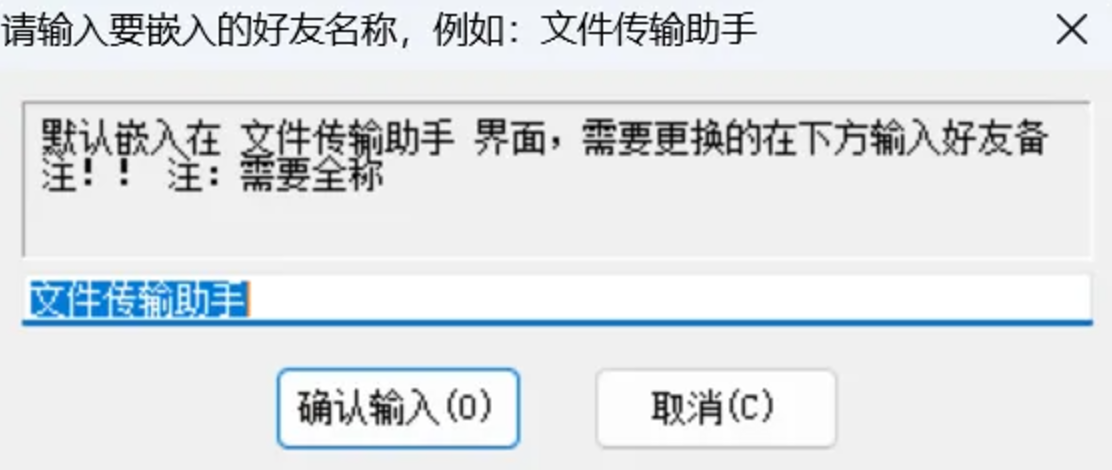 请输入要嵌入的好友名称，例如：文件传输助手
默认嵌入在 文件传输助手 界面，需要更换的在下方输入好友备
注！！ 注：需要全称
文件传输助手
确认输入(O)
取消(C)